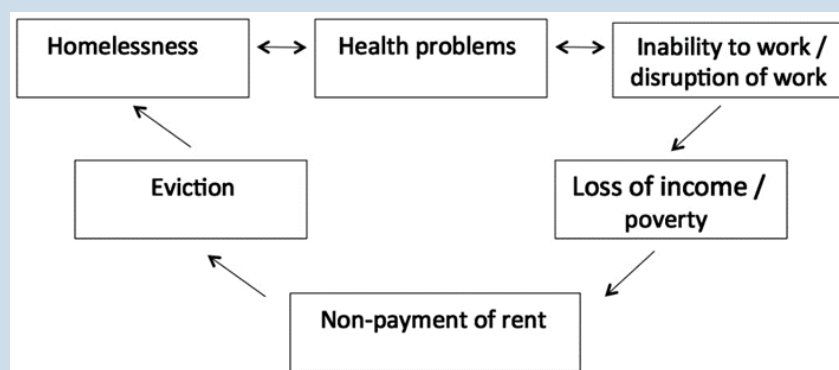 Homelessness
Health problems
Inability to work /
disruption of work
Eviction
Loss of income /
poverty
Non-payment of rent